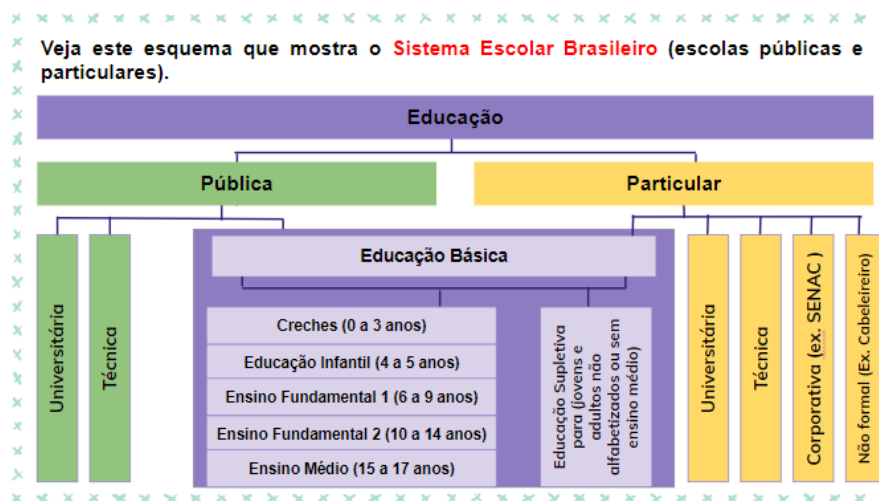 Veja este esquema que mostra o Sistema Escolar Brasileiro (escolas públicas e
particulares).
Educação
Pública
Particular
Universitária
Técnica
Educação Básica
Creches (0 a 3 anos)
Educação Infantil (4 a 5 anos)
Ensino Fundamental 1 (6 a 9 anos)
Ensino Fundamental 2 (10 a 14 anos)
Ensino Médio (15 a 17 anos)
Educação Supletiva
para (jovens e
adultos não
alfabetizados ou sem
ensino médio)
Universitária
Técnica
Corporativa (ex. SENAC )
Não formal (Ex. Cabeleireiro)